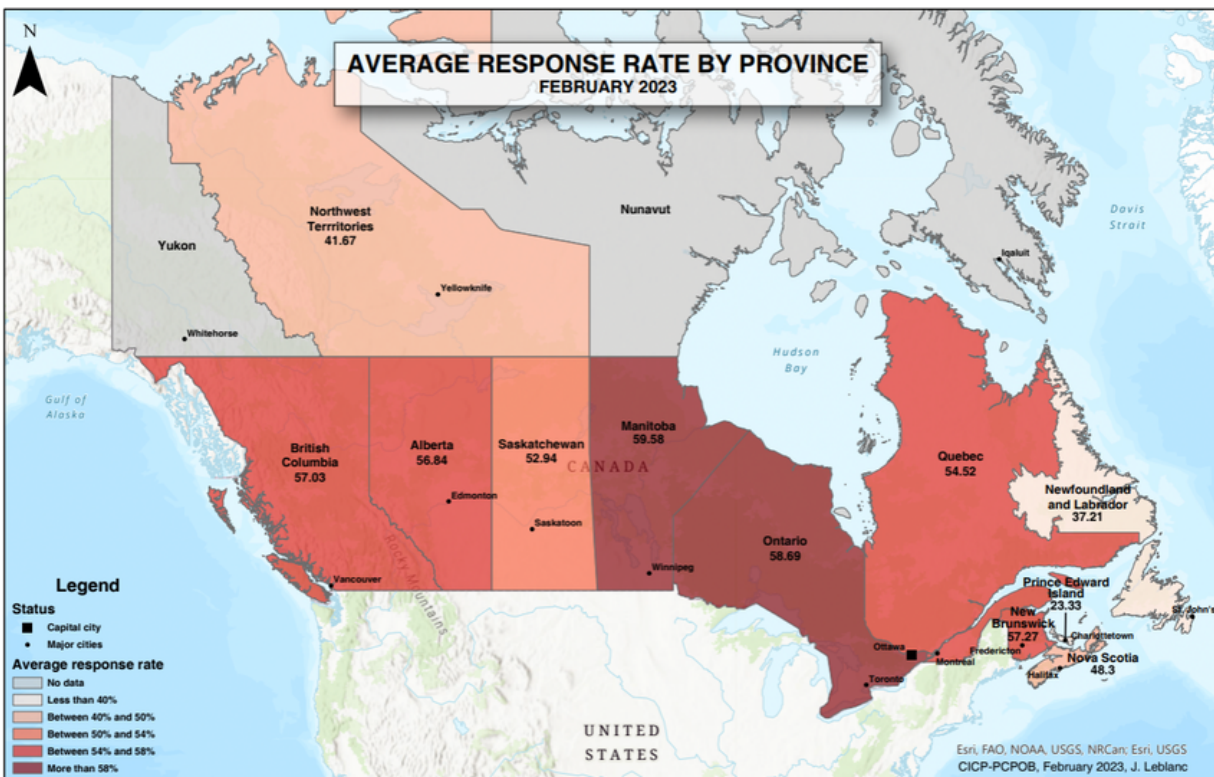 N
AVERAGE RESPONSE RATE BY PROVINCE
FEBRUARY 2023
Northwest
Terrritories
41.67
Nunavut
Yukon
Davis
Strait
Iqaluit
Yellowknife
Whitehorse
Hudson
Bay
Gulf of
Alaska
British
Columbia
57.03
Alberta
56.84
Saskatchewan
52.94
Manitoba
59.58
CANADA
Quebec
54.52
Newfoundland
and Labrador
37.21
Edmonton
Saskatoon
Ontario
58.69
Rocky Mountains
Winnipeg
Vancouver
Prince Edward
Island
23.33
New
Brunswick
57.27
St. John's
Charlottetown
Ottawa
Montréal
Fredericton
Nova Scotia
48.3
Halifax
Toronto
UNITED
STATES
Legend
Status
Capital city
Major cities
Average response rate
No data
Less than 40%
Between 40% and 50%
Between 50% and 54%
Between 54% and 58%
More than 58%
Esri, FAO, NOAA, USGS, NRCan; Esri, USGS
CICP-PCPOB, February 2023, J. Leblanc